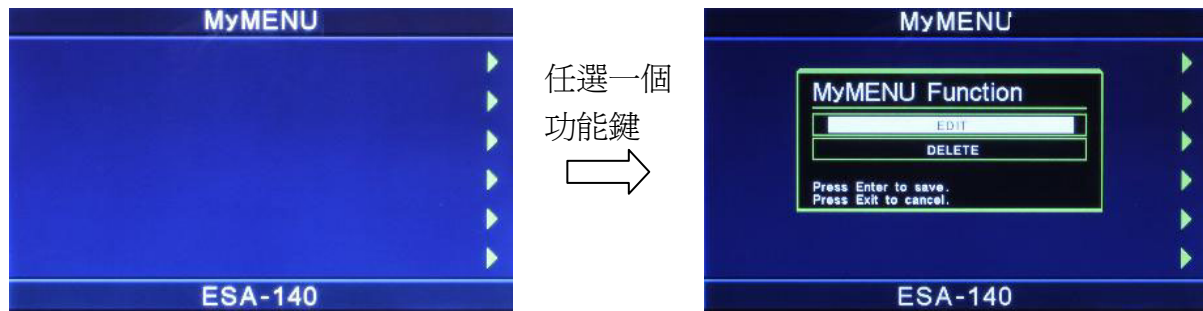 MyMENU
ESA-140
任選一個
功能鍵
MyMENU
MyMENU Function
EDIT
DELETE
Press Enter to save.
Press Exit to cancel.
ESA-140